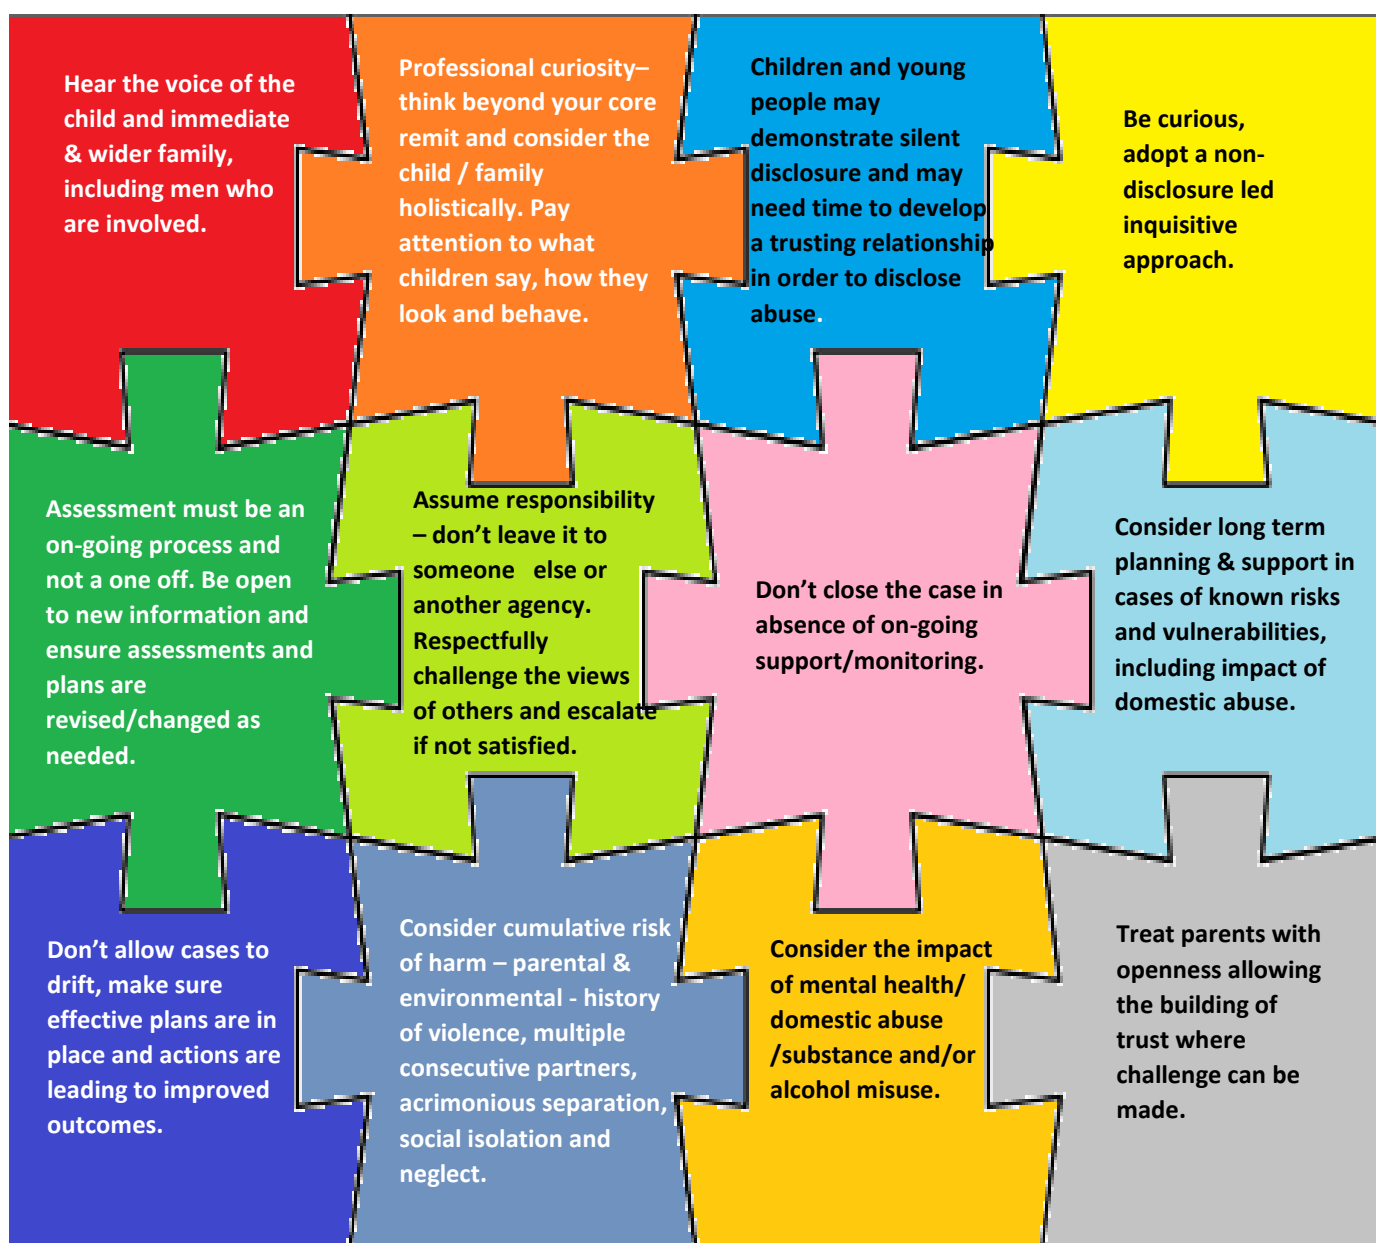 Hear the voice of the
child and immediate
& wider family,
including men who
are involved.
Professional curiosity–
think beyond your core
remit and consider the
child / family
holistically. Pay
attention to what
children say, how they
look and behave.
Children and young
people may
demonstrate silent
disclosure and may
need time to develop
a trusting relationship
in order to disclose
abuse.
Be curious,
adopt a non-
disclosure led
inquisitive
approach.
Assessment must be an
on-going process and
not a one off. Be open
to new information and
ensure assessments and
plans are
revised/changed as
needed.
Assume responsibility
– don’t leave it to
someone   else or
another agency.
Respectfully
challenge the views
of others and escalate
if not satisfied.
Don’t close the case in
absence of on-going
support/monitoring.
Consider long term
planning & support in
cases of known risks
and vulnerabilities,
including impact of
domestic abuse.
Don’t allow cases to
drift, make sure
effective plans are in
place and actions are
leading to improved
outcomes.
Consider cumulative risk
of harm – parental &
environmental - history
of violence, multiple
consecutive partners,
acrimonious separation,
social isolation and
neglect.
Consider the impact
of mental health/
domestic abuse
/substance and/or
alcohol misuse.
Treat parents with
openness allowing
the building of
trust where
challenge can be
made.